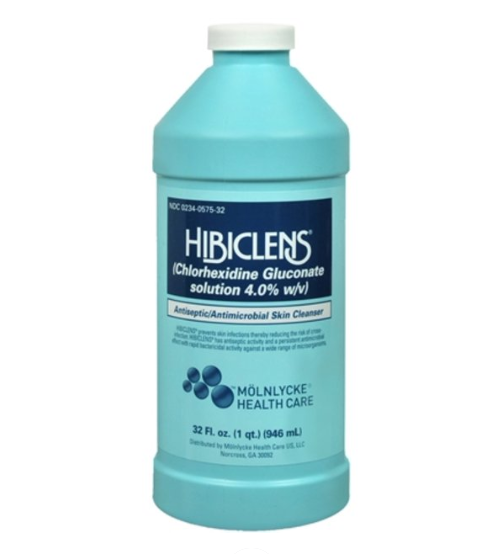 NDC 0234-0575-32
HIBICLENS®
(Chlorhexidine Gluconate
solution 4.0% w/v)
Antiseptic/Antimicrobial Skin Cleanser
HIBICLENS® prevents skin infections thereby reducing the risk of cross-
infection. HIBICLENS® has antiseptic activity and a persistent antimicrobial
effect with rapid bactericidal activity against a wide range of microorganisms.
MÖLNLYCKE®
HEALTH CARE
32 Fl. oz. (1 qt.) (946 mL)
Distributed by Mölnlycke Health Care US, LLC
Norcross, GA 30092